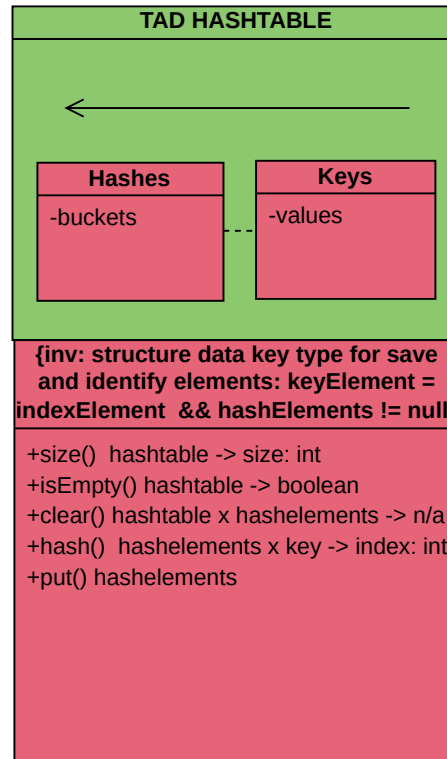 TAD HASHTABLE
Hashes
Keys
-buckets
-values
{inv: structure data key type for save
and identify elements: keyElement =
indexElement && hashElements != null
+size() hashtable -> size: int
+isEmpty() hashtable -> boolean
+clear() hashtable x hashelements -> n/a
+hash() hashelements x key -> index: int
+put() hashelements